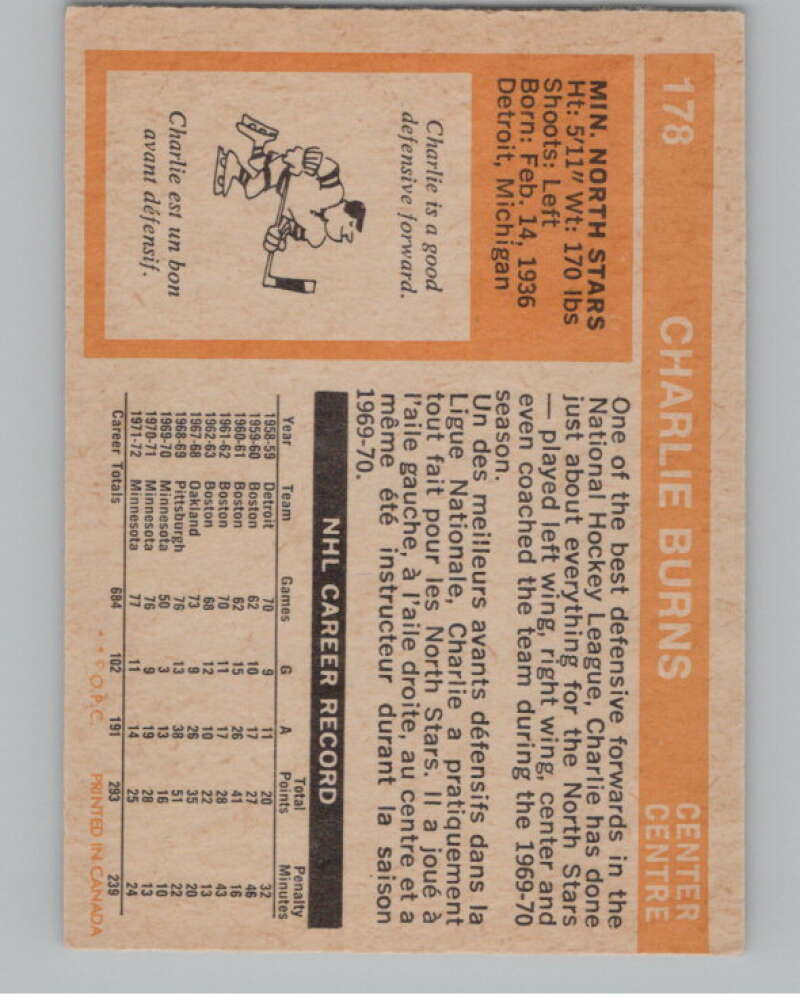 178 CHARLIE BURNS CENTER
CENTRE
MIN. NORTH STARS
Ht: 5/11" Wt: 170 lbs
Shoots: Left
Born: Feb. 14, 1936
Detroit, Michigan
Charlie is a good
defensive forward.
Charlie est un bon
avant défensif.
One of the best defensive forwards in the
National Hockey League, Charlie has done
just about everything for the North Stars
— played left wing, right wing, center and
even coached the team during the 1969-70
season.
Un des meilleurs avants défensifs dans la
Ligue Nationale, Charlie a pratiquement
tout fait pour les North Stars. Il a joué à
l'aile gauche, à l'aile droite, au centre et a
même été instructeur durant la saison
1969-70.
NHL CAREER RECORD
Year Team Games G A Total Points Penalty Minutes
1958-59 Detroit 70 9 11 20 32
1959-60 Boston 62 10 17 27 46
1960-61 Boston 62 15 26 41 16
1961-62 Boston 70 11 17 28 43
1962-63 Boston 68 12 10 22 13
1967-68 Oakland 73 9 26 35 20
1968-69 Pittsburgh 76 13 38 51 22
1969-70 Minnesota 50 3 13 16 10
1970-71 Minnesota 76 9 19 28 13
1971-72 Minnesota 77 11 14 25 24
Career Totals 684 102 191 293 239
* * © O.P.C. PRINTED IN CANADA